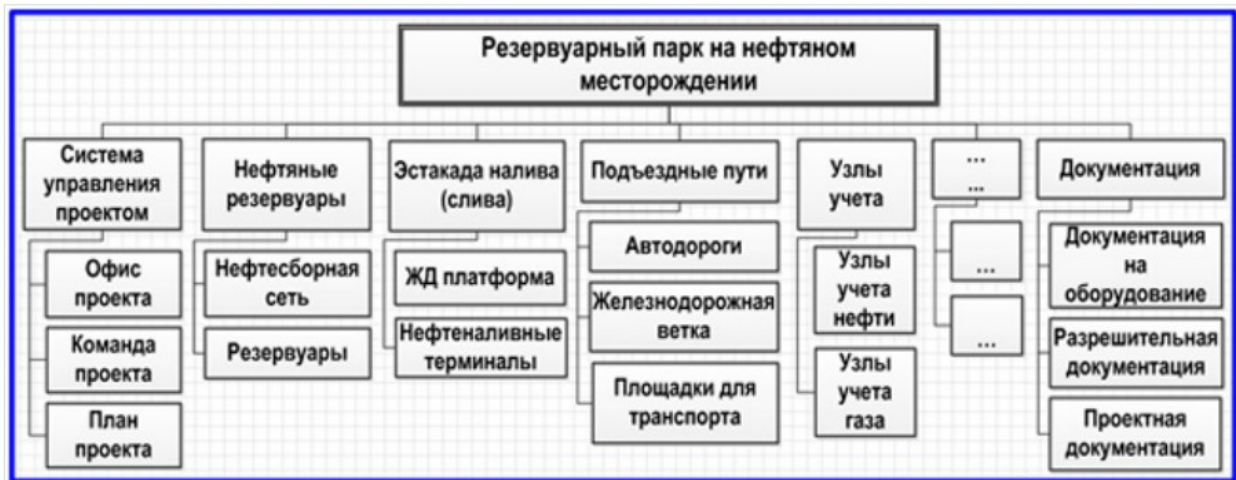 Резервуарный парк на нефтяном
месторождении
Система
управления
проектом
Офис
проекта
Команда
проекта
План
проекта
Нефтяные
резервуары
Нефтесборная
сеть
Резервуары
Эстакада налива
(слива)
ЖД платформа
Нефтеналивные
терминалы
Подъездные пути
Автодороги
Железнодорожная
ветка
Площадки для
транспорта
Узлы
учета
Узлы
учета
нефти
Узлы
учета
газа
...
...
...
...
Документация
Документация
на
оборудование
Разрешительная
документация
Проектная
документация